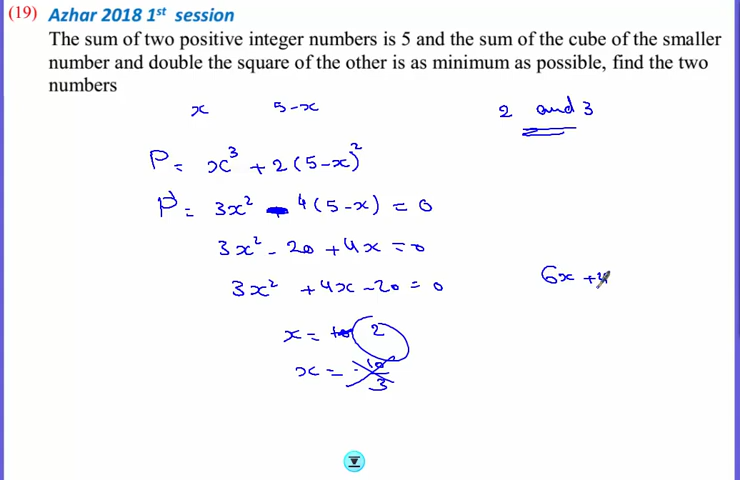 (19) Azhar 2018 1st session
The sum of two positive integer numbers is 5 and the sum of the cube of the smaller
number and double the square of the other is as minimum as possible, find the two
numbers
x 5-x 2 and 3
P = x³ + 2(5-x)²
P' = 3x² - 4(5-x) = 0
3x² - 20 + 4x = 0
3x² + 4x - 20 = 0
6x + 4
x = 2
x = -10/3